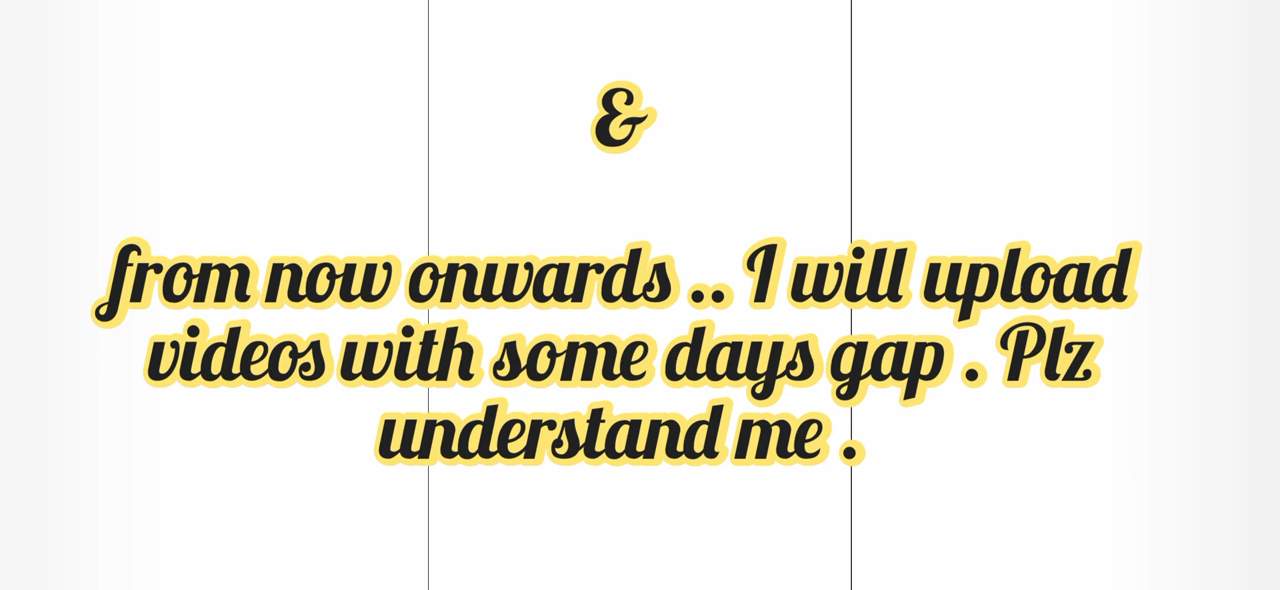 &
from now onwards .. I will upload
videos with some days gap . Plz
understand me .